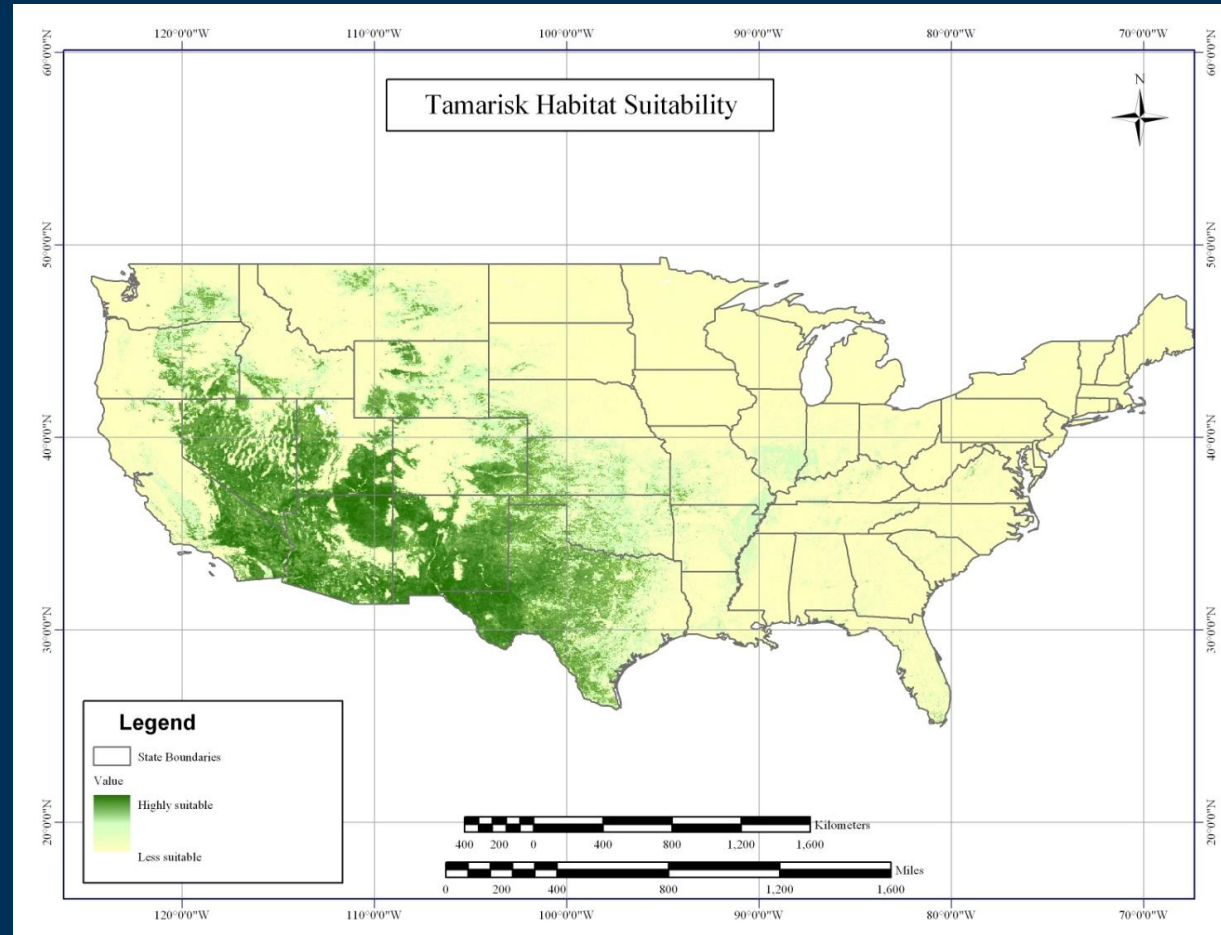 120°0'0"W 110°0'0"W 100°0'0"W 90°0'0"W 80°0'0"W 70°0'0"W
60°0'0"N 60°0'0"N
N
Tamarisk Habitat Suitability
50°0'0"N 50°0'0"N
40°0'0"N 40°0'0"N
30°0'0"N 30°0'0"N
Legend
State Boundaries
Value
Highly suitable
Less suitable
20°0'0"N 20°0'0"N
Kilometers
400 200 0 400 800 1,200 1,600
Miles
0 200 400 800 1,200 1,600
120°0'0"W 110°0'0"W 100°0'0"W 90°0'0"W 80°0'0"W 70°0'0"W